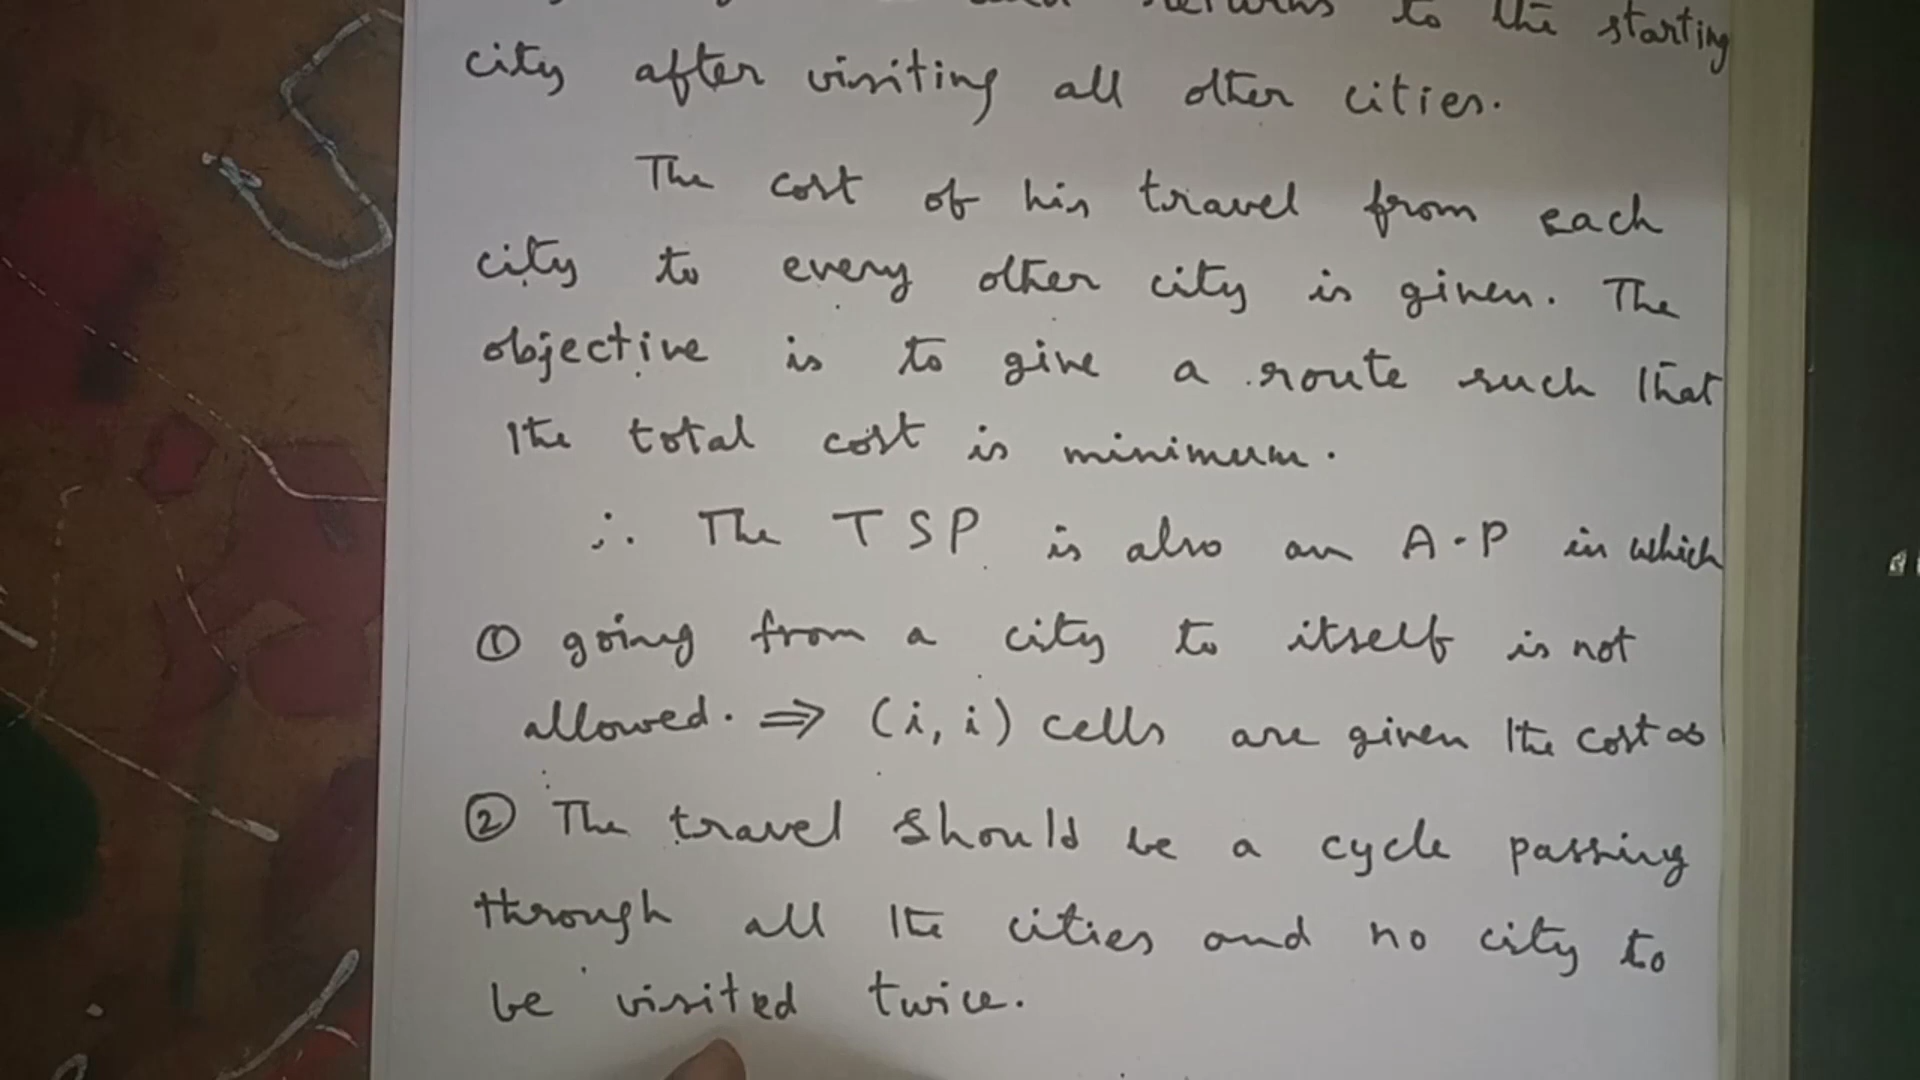 returns to the starting
city after visiting all other cities.
The cost of his travel from each
city to every other city is given. The
objective is to give a route such that
the total cost is minimum.
∴ The TSP is also an A.P in which
① going from a city to itself is not
allowed. ⇒ (i, i) cells are given the cost ∞
② The travel should be a cycle passing
through all the cities and no city to
be visited twice.